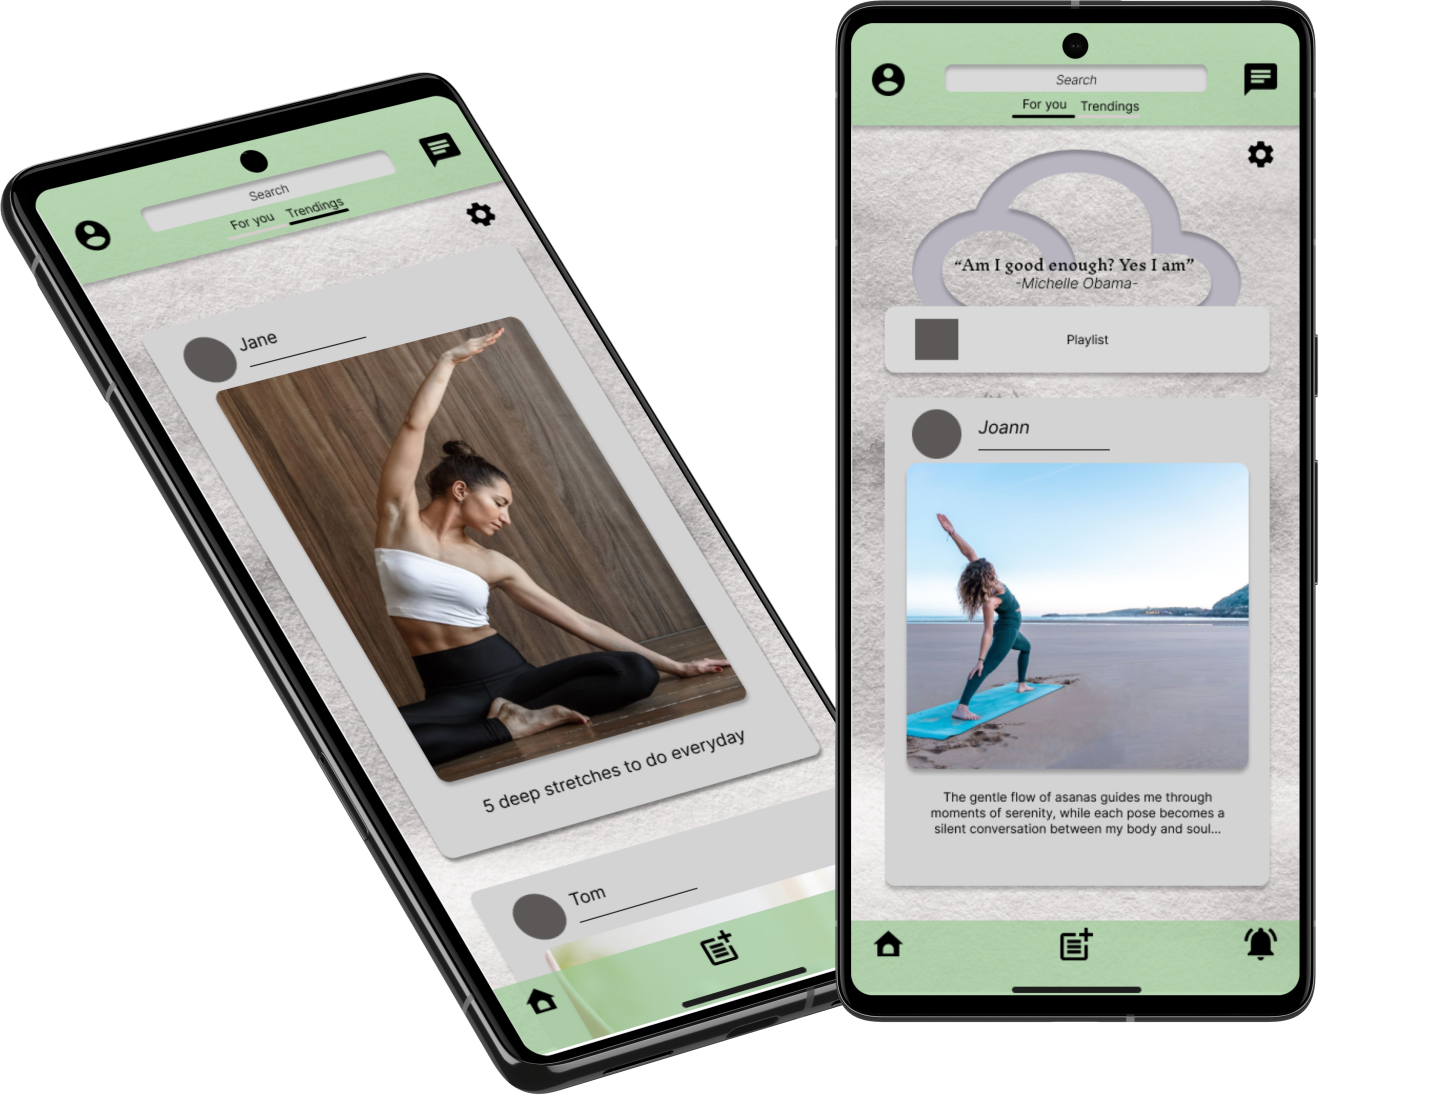 Search
For you Trendings
Jane
5 deep stretches to do everyday
Tom
Search
For you Trendings
“Am I good enough? Yes I am”
-Michelle Obama-
Playlist
Joann
The gentle flow of asanas guides me through
moments of serenity, while each pose becomes a
silent conversation between my body and soul...